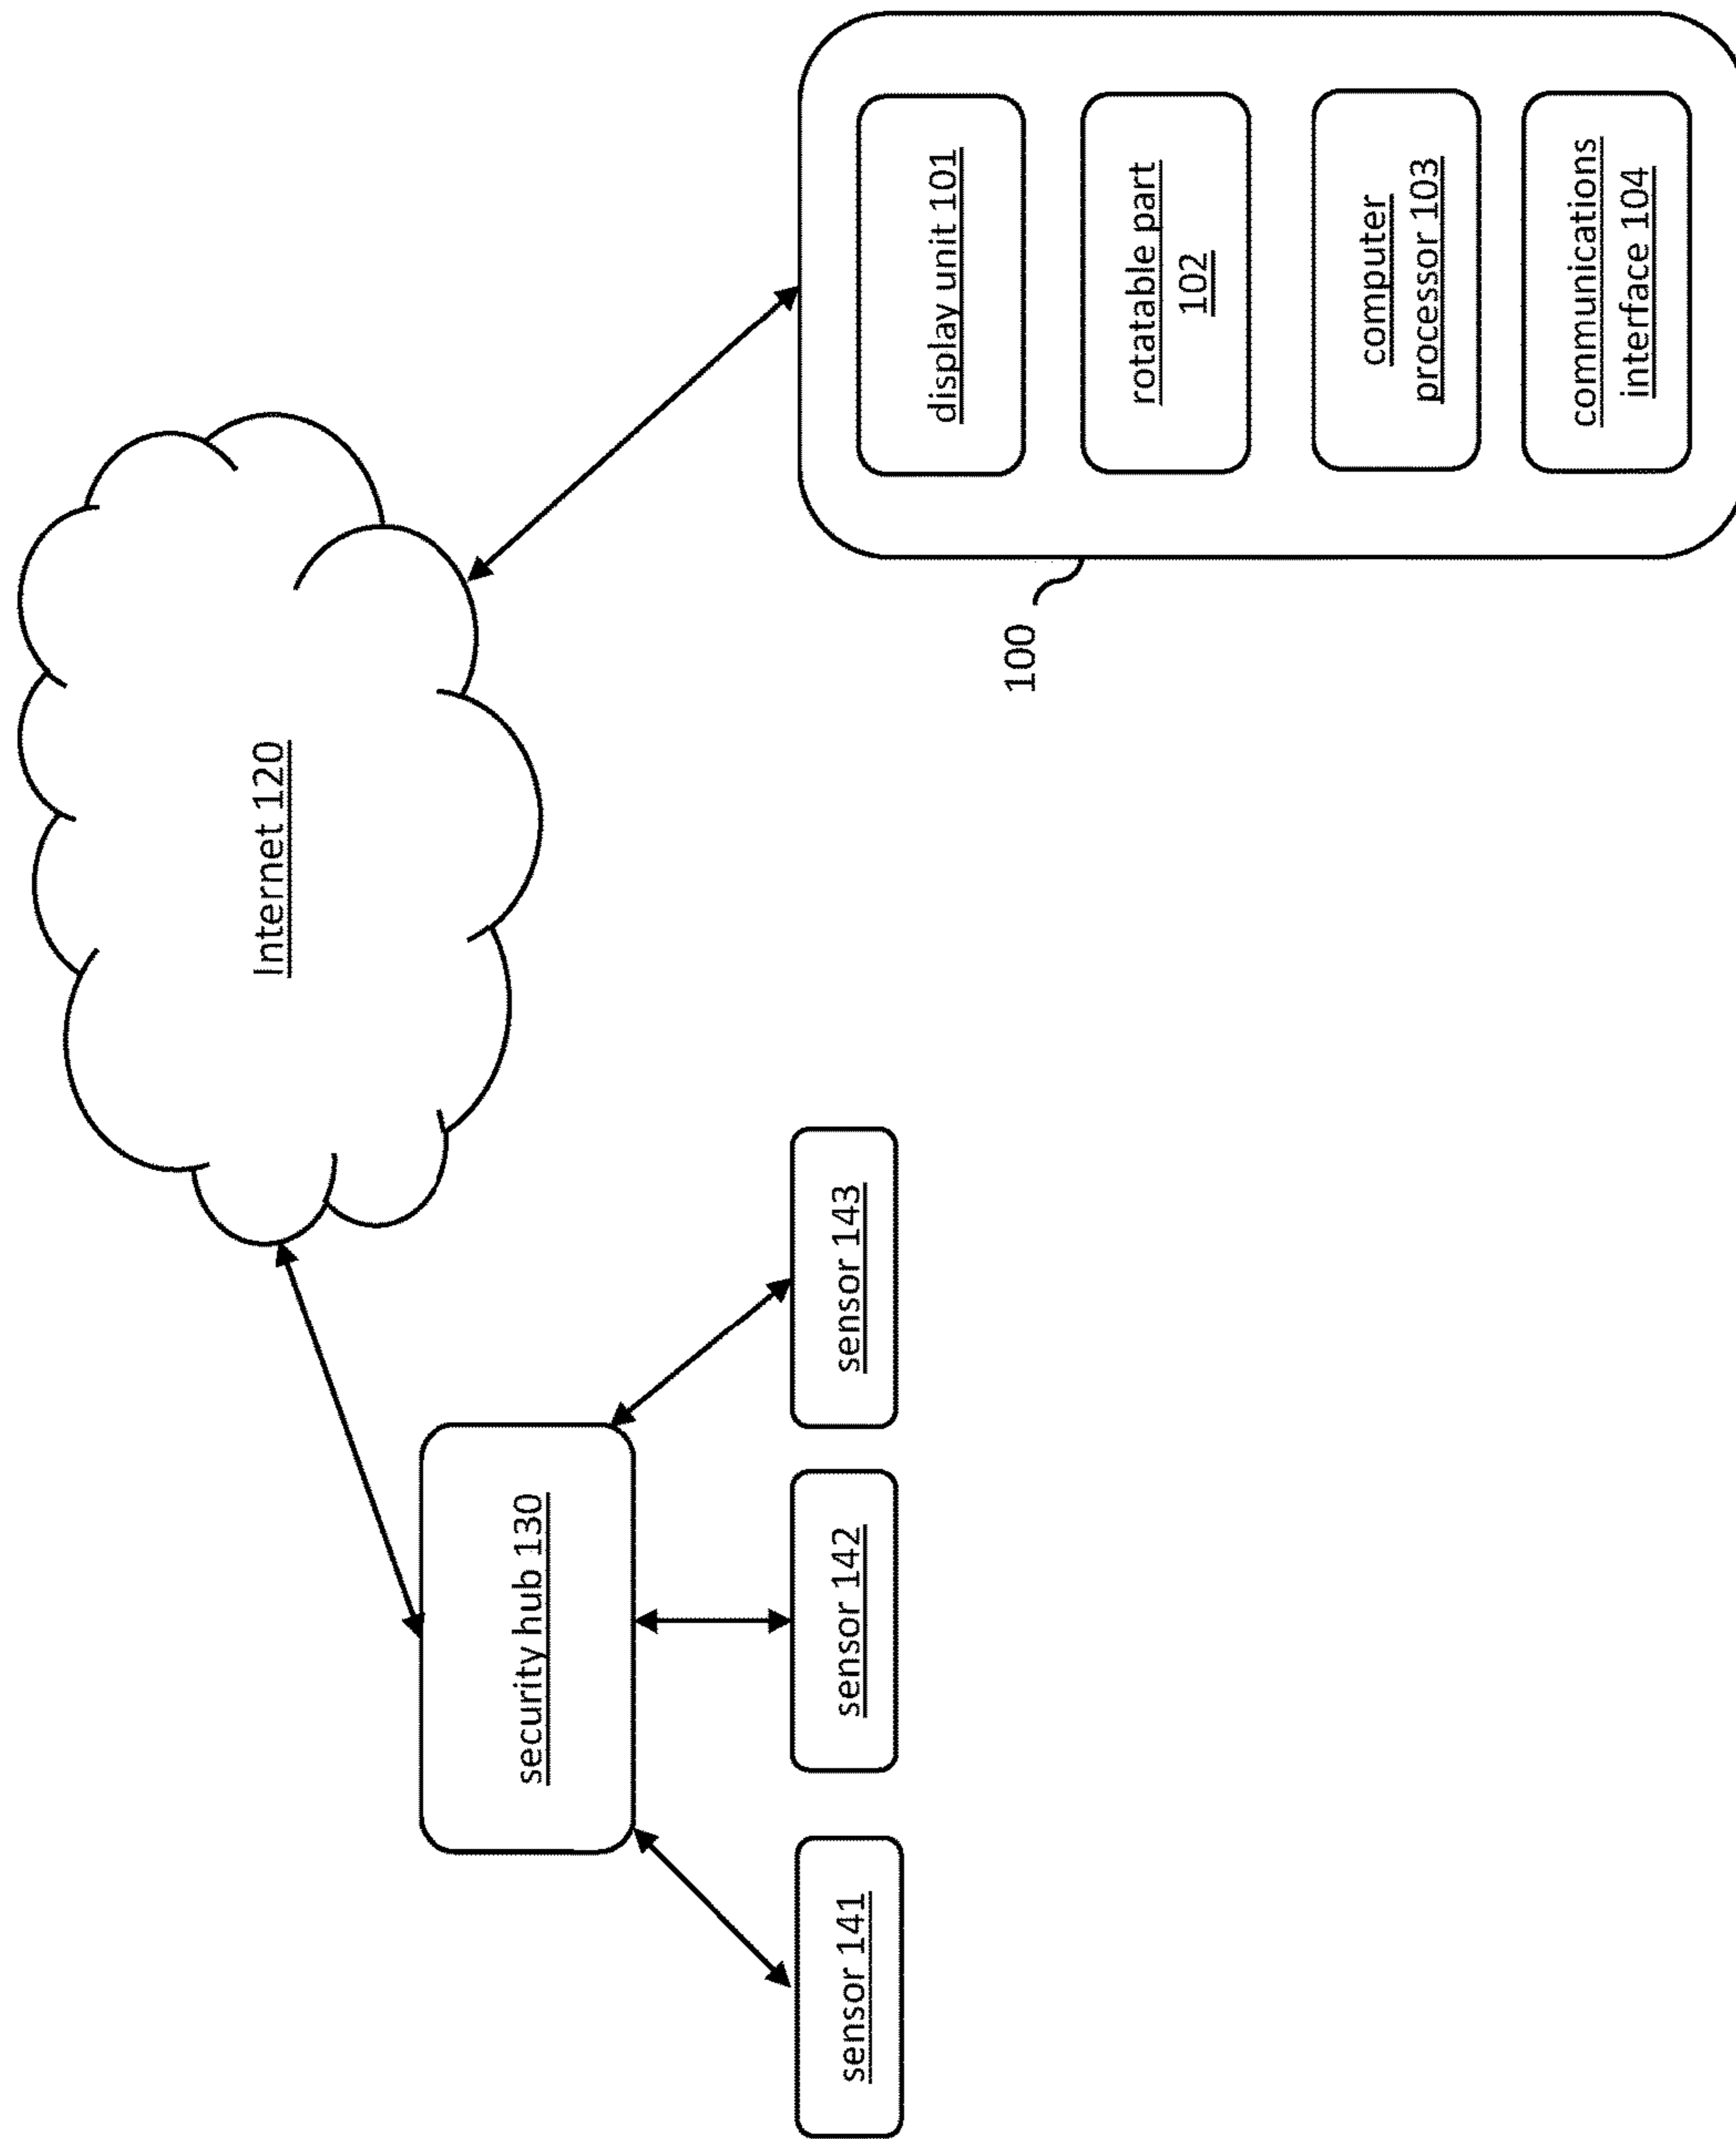 Internet 120
security hub 130
sensor 141
sensor 142
sensor 143
100
display unit 101
rotatable part
102
computer
processor 103
communications
interface 104